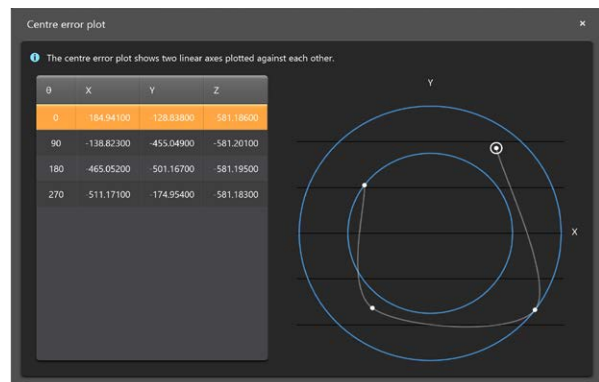 Centre error plot ×
The centre error plot shows two linear axes plotted against each other.
θ X Y Z
0 -184.94100 -128.83800 -581.18600
90 -138.82300 -455.04900 -581.20100
180 -465.05200 -501.16700 -581.19500
270 -511.17100 -174.95400 -581.18300
Y
X